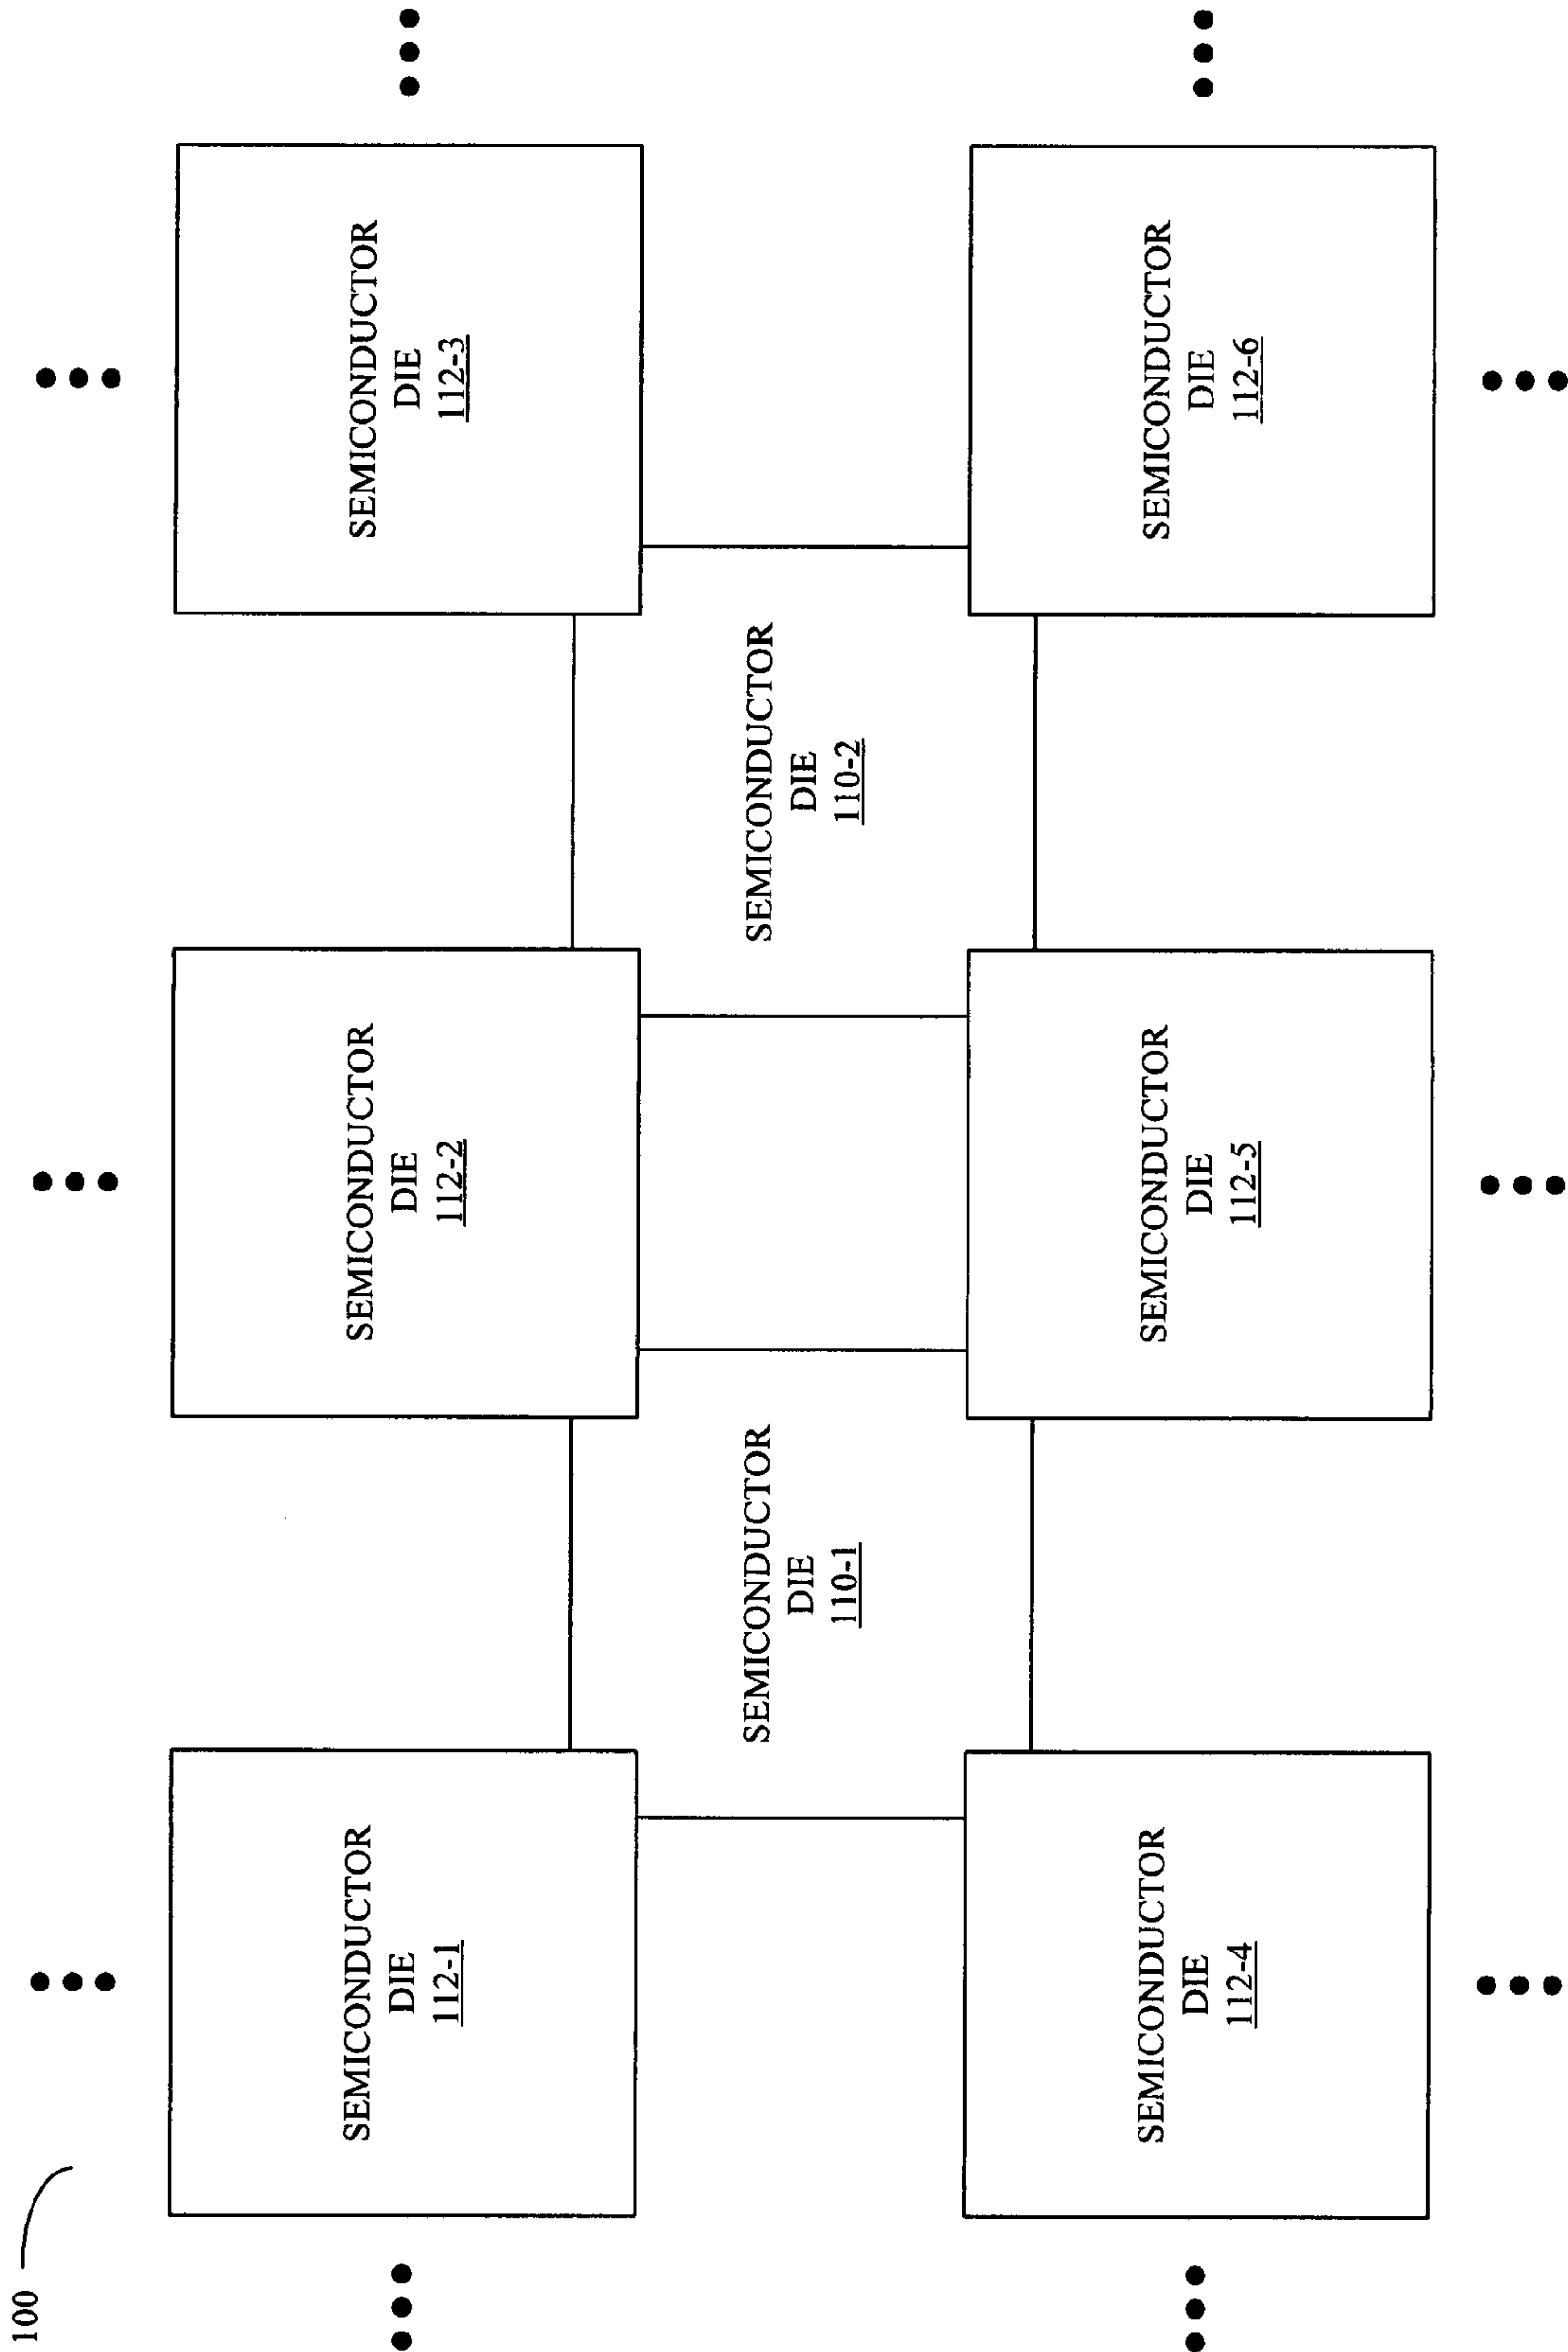 100
SEMICONDUCTOR
DIE
112-1
SEMICONDUCTOR
DIE
112-2
SEMICONDUCTOR
DIE
112-3
SEMICONDUCTOR
DIE
110-1
SEMICONDUCTOR
DIE
110-2
SEMICONDUCTOR
DIE
112-4
SEMICONDUCTOR
DIE
112-5
SEMICONDUCTOR
DIE
112-6